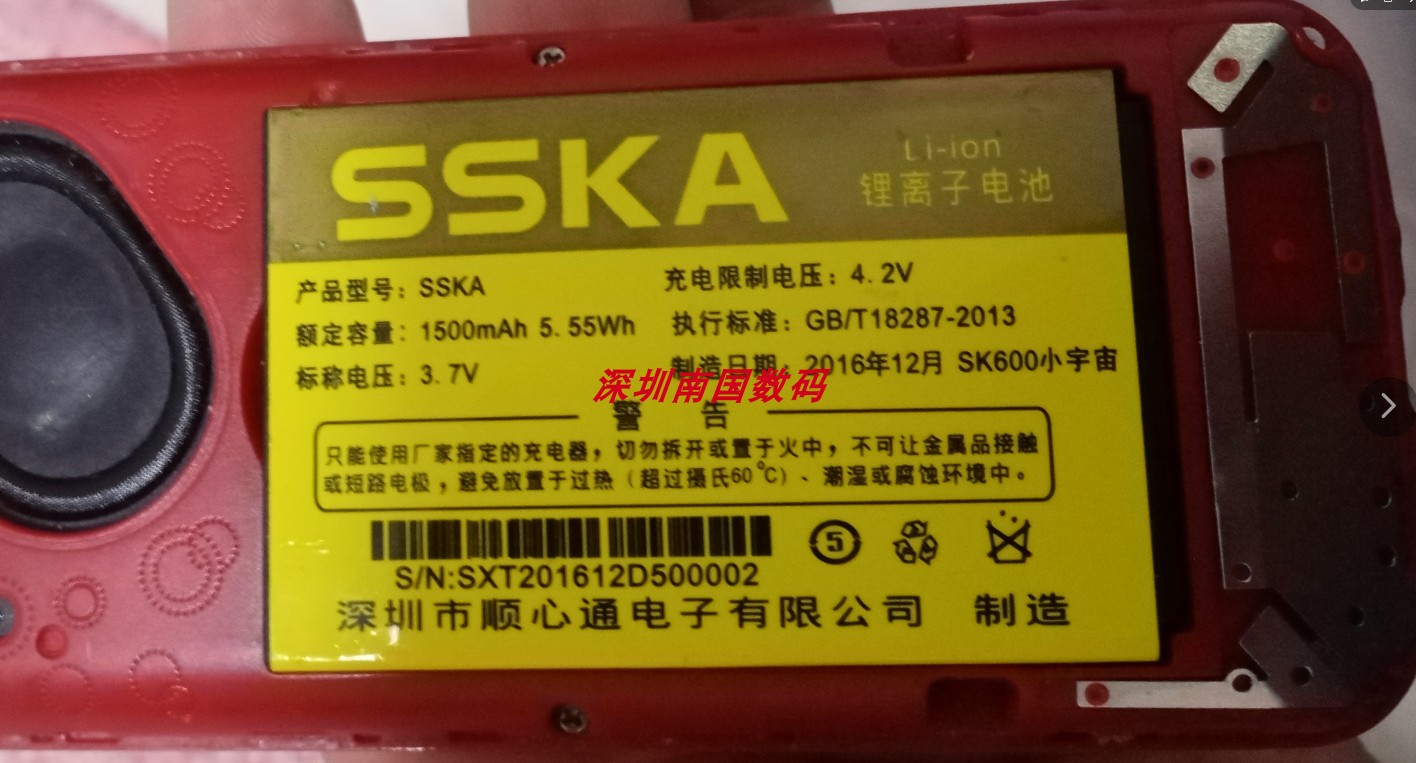 SSKA
Li-ion
锂离子电池
产品型号：SSKA
充电限制电压：4.2V
额定容量：1500mAh 5.55Wh
执行标准：GB/T18287-2013
标称电压：3.7V
制造日期：2016年12月 SK600小宇宙
深圳南国数码
警 告
只能使用厂家指定的充电器，切勿拆开或置于火中，不可让金属品接触
或短路电极，避免放置于过热（超过摄氏60℃）、潮湿或腐蚀环境中。
5
S/N:SXT201612D500002
深圳市顺心通电子有限公司 制造